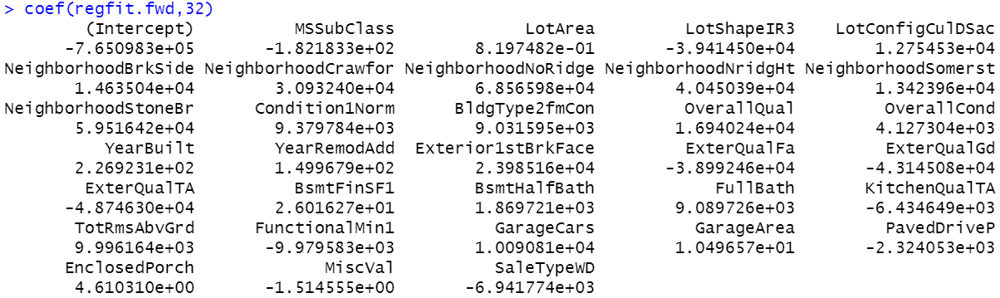 > coef(regfit.fwd,32)
(Intercept) MSSubClass LotArea LotShapeIR3 LotConfigCulDSac
-7.650983e+05 -1.821833e+02 8.197482e-01 -3.941450e+04 1.275453e+04
NeighborhoodBrkSide NeighborhoodCrawfor NeighborhoodNoRidge NeighborhoodNridgHt NeighborhoodSomerst
1.463504e+04 3.093240e+04 6.856598e+04 4.045039e+04 1.342396e+04
NeighborhoodStoneBr Condition1Norm BldgType2fmCon OverallQual OverallCond
5.951642e+04 9.379784e+03 9.031595e+03 1.694024e+04 4.127304e+03
YearBuilt YearRemodAdd Exterior1stBrkFace ExterQualFa ExterQualGd
2.269231e+02 1.499679e+02 2.398516e+04 -3.899246e+04 -4.314508e+04
ExterQualTA BsmtFinSF1 BsmtHalfBath FullBath KitchenQualTA
-4.874630e+04 2.601627e+01 1.869721e+03 9.089726e+03 -6.434649e+03
TotRmsAbvGrd FunctionalMin1 GarageCars GarageArea PavedDriveP
9.996164e+03 -9.979583e+03 1.009081e+04 1.049657e+01 -2.324053e+03
EnclosedPorch MiscVal SaleTypeWD
4.610310e+00 -1.514555e+00 -6.941774e+03